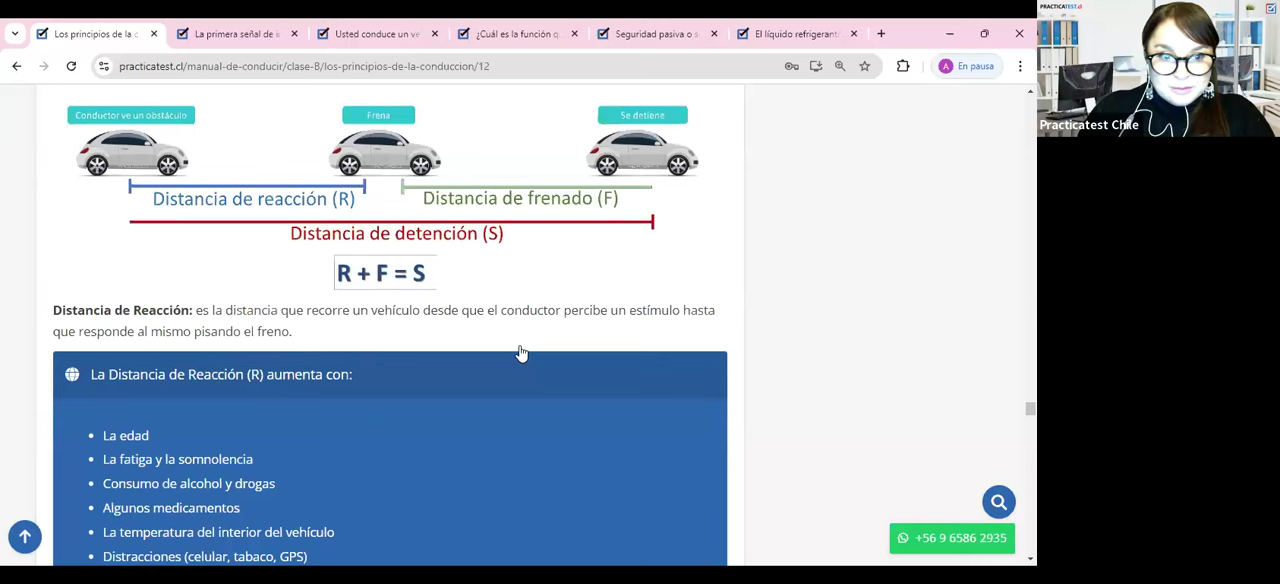 Los principios de la c
La primera señal de i
Usted conduce un ve
¿Cuál es la función q
Seguridad pasiva o s
El líquido refrigerant
practicatest.cl/manual-de-conducir/clase-B/los-principios-de-la-conduccion/12
A En pausa
PRACTICATEST.cl
Practicatest Chile
Conductor ve un obstáculo
Frena
Se detiene
Distancia de reacción (R)
Distancia de frenado (F)
Distancia de detención (S)
R + F = S
Distancia de Reacción: es la distancia que recorre un vehículo desde que el conductor percibe un estímulo hasta
que responde al mismo pisando el freno.
La Distancia de Reacción (R) aumenta con:
• La edad
• La fatiga y la somnolencia
• Consumo de alcohol y drogas
• Algunos medicamentos
• La temperatura del interior del vehículo
• Distracciones (celular, tabaco, GPS)
+56 9 6586 2935